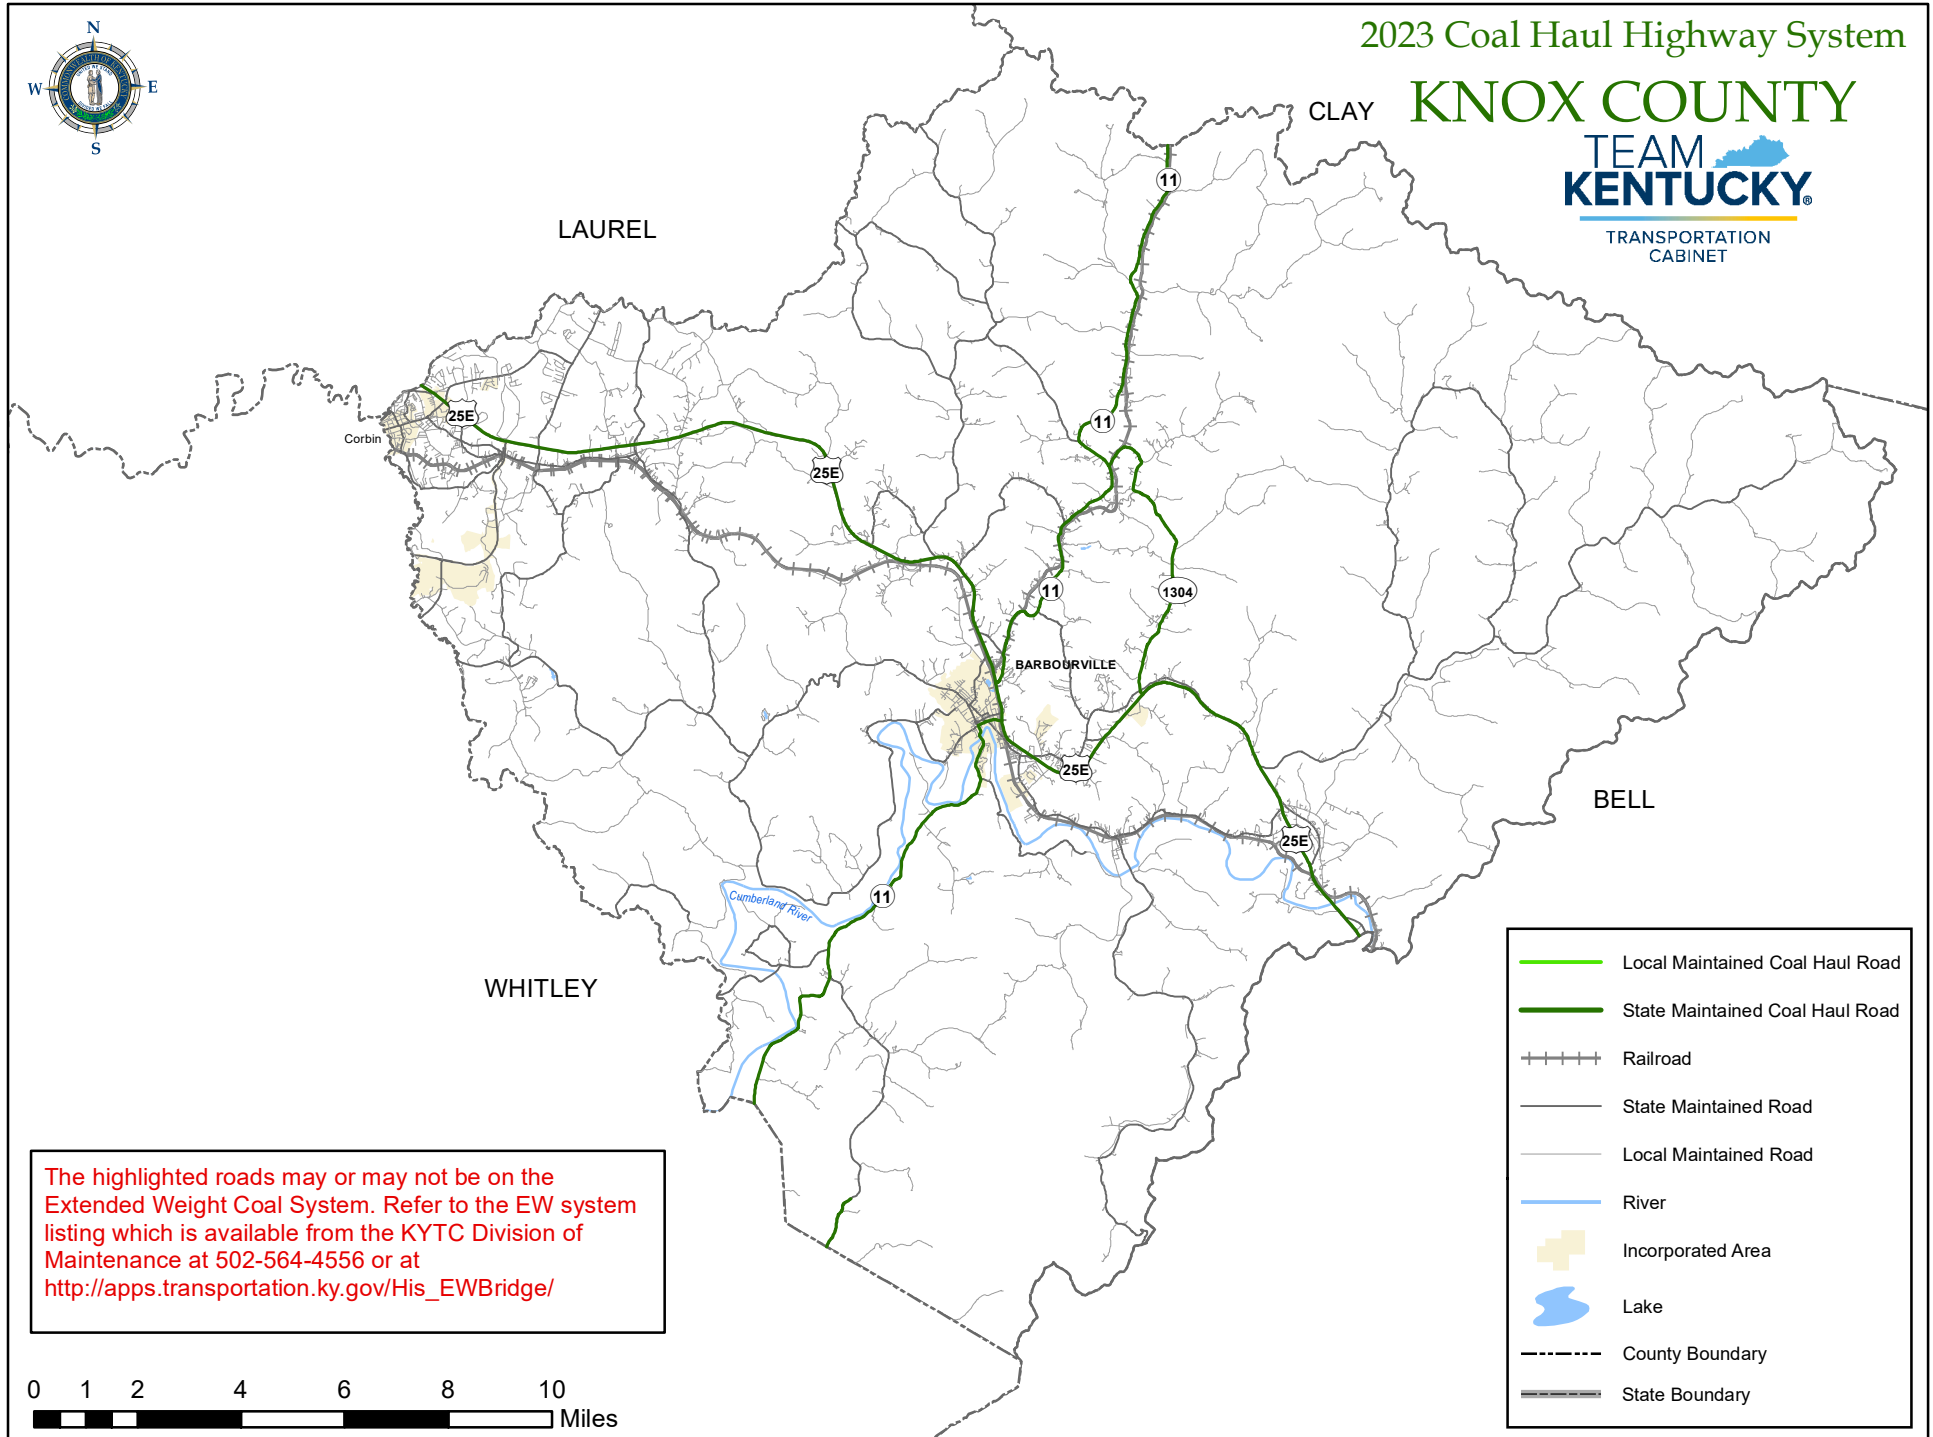 2023 Coal Haul Highway System
KNOX COUNTY
TEAM
KENTUCKY®
TRANSPORTATION
CABINET
N
W
E
S
CLAY
LAUREL
11
25E
11
Corbin
25E
11
1304
BARBOURVILLE
25E
BELL
25E
11
Cumberland River
WHITLEY
Local Maintained Coal Haul Road
State Maintained Coal Haul Road
Railroad
State Maintained Road
Local Maintained Road
River
Incorporated Area
Lake
County Boundary
State Boundary
The highlighted roads may or may not be on the
Extended Weight Coal System. Refer to the EW system
listing which is available from the KYTC Division of
Maintenance at 502-564-4556 or at
http://apps.transportation.ky.gov/His_EWBridge/
0 1 2 4 6 8 10
Miles